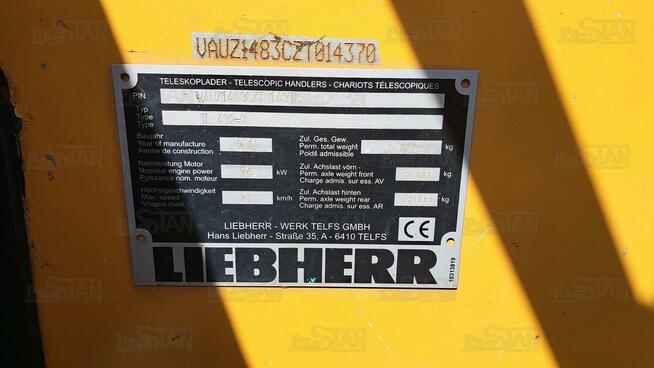 VAUZ1483CZT014370
TELESKOPLADER - TELESCOPIC HANDLERS - CHARIOTS TÉLESCOPIQUES
PIN
Typ
Type
Type
TL 432-7
Baujahr
Year of manufacture
Année de construction
Zul. Ges. Gew.
Perm. total weight
Poids admissible
kg
Nennleistung Motor
Nominal engine power
Puissance nom. moteur
74 kW
Zul. Achslast vorn
Perm. axle weight front
Charge admis. sur ess. AV
kg
Höchstgeschwindigkeit
Max. speed
Vitesse max.
km/h
Zul. Achslast hinten
Perm. axle weight rear
Charge admis. sur ess. AR
kg
LIEBHERR - WERK TELFS GMBH
Hans Liebherr - Straße 35, A - 6410 TELFS
CE
LIEBHERR
10313819